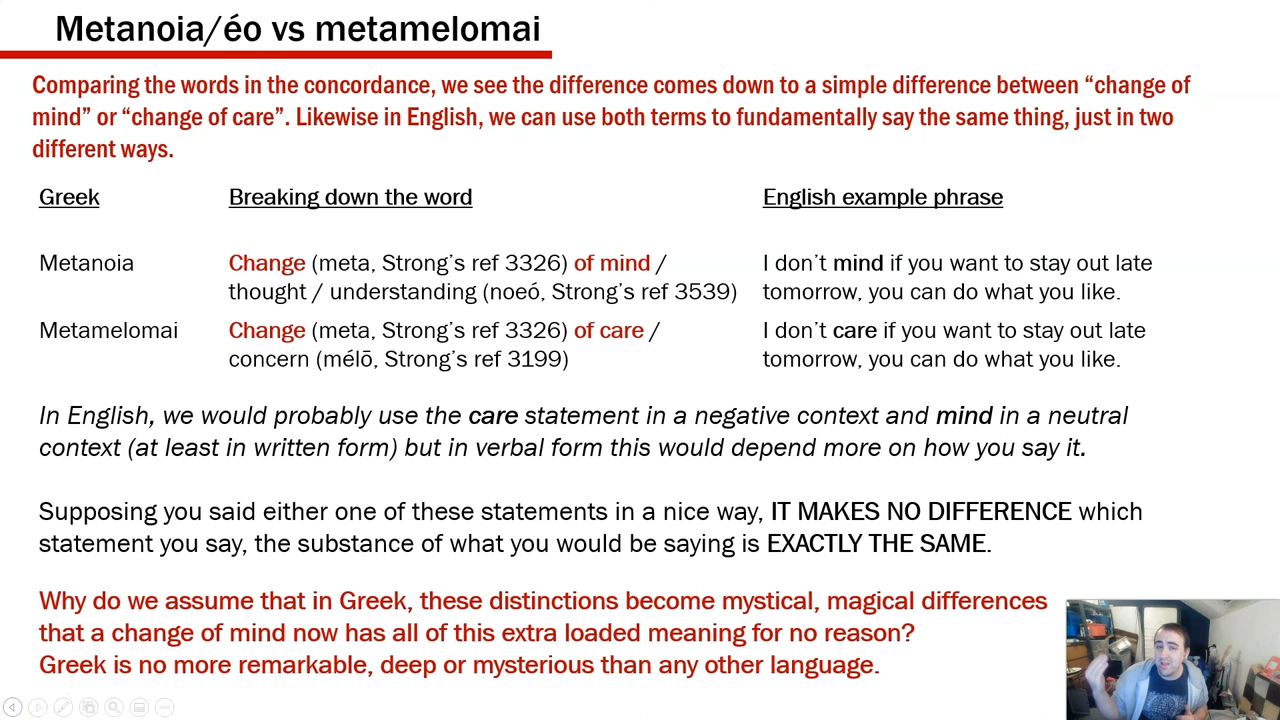 Metanoia/éo vs metamelomai
Comparing the words in the concordance, we see the difference comes down to a simple difference between “change of
mind” or “change of care”. Likewise in English, we can use both terms to fundamentally say the same thing, just in two
different ways.
Greek Breaking down the word English example phrase
Metanoia Change (meta, Strong’s ref 3326) of mind / I don’t mind if you want to stay out late
thought / understanding (noeó, Strong’s ref 3539) tomorrow, you can do what you like.
Metamelomai Change (meta, Strong’s ref 3326) of care / I don’t care if you want to stay out late
concern (mélō, Strong’s ref 3199) tomorrow, you can do what you like.
In English, we would probably use the care statement in a negative context and mind in a neutral
context (at least in written form) but in verbal form this would depend more on how you say it.
Supposing you said either one of these statements in a nice way, IT MAKES NO DIFFERENCE which
statement you say, the substance of what you would be saying is EXACTLY THE SAME.
Why do we assume that in Greek, these distinctions become mystical, magical differences
that a change of mind now has all of this extra loaded meaning for no reason?
Greek is no more remarkable, deep or mysterious than any other language.